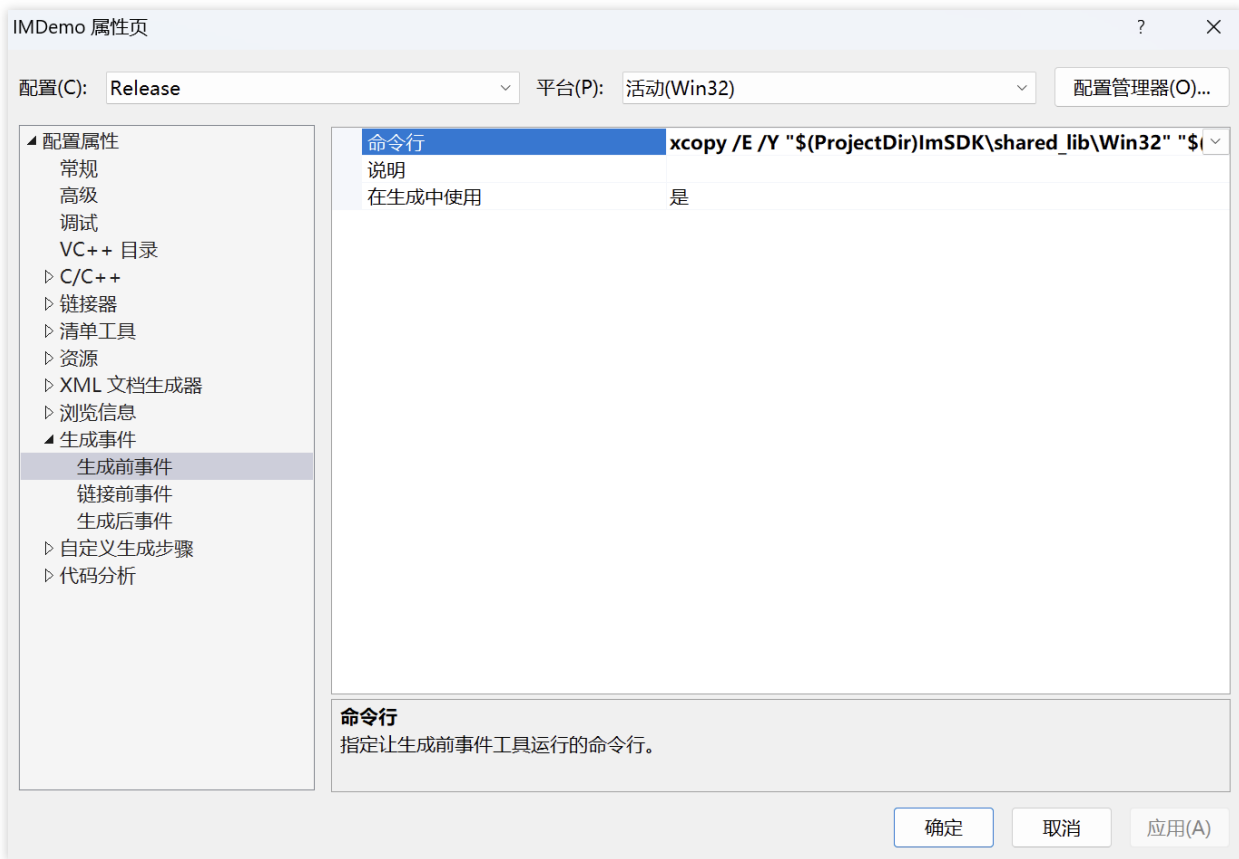 IMDemo 属性页
?
配置(C): Release 平台(P): 活动(Win32) 配置管理器(O)...
配置属性
常规
高级
调试
VC++ 目录
C/C++
链接器
清单工具
资源
XML 文档生成器
浏览信息
生成事件
生成前事件
链接前事件
生成后事件
自定义生成步骤
代码分析
命令行 xcopy /E /Y "$(ProjectDir)ImSDK\shared_lib\Win32" "$(
说明
在生成中使用 是
命令行
指定让生成前事件工具运行的命令行。
确定 取消 应用(A)